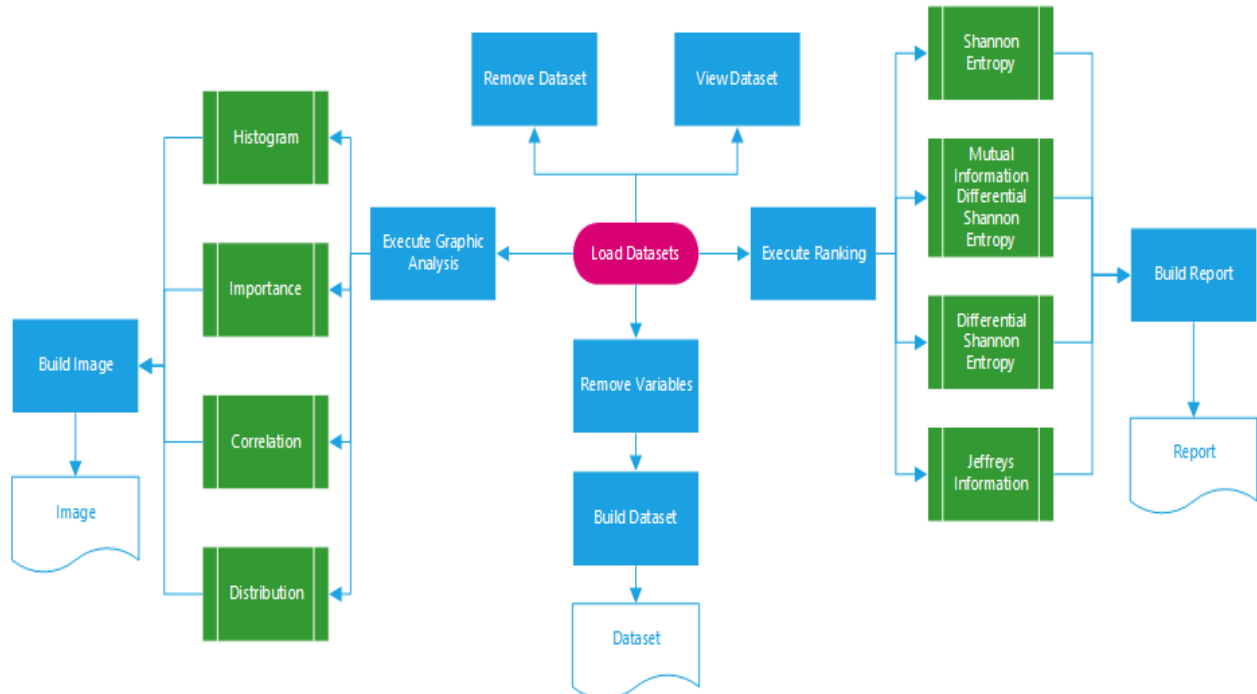 Shannon
Entropy
Remove Dataset
View Dataset
Histogram
Mutual
Information
Differential
Shannon
Entropy
Execute Graphic
Analysis
Load Datasets
Execute Ranking
Build Report
Importance
Differential
Shannon
Entropy
Build Image
Remove Variables
Correlation
Jeffreys
Information
Report
Image
Build Dataset
Distribution
Dataset